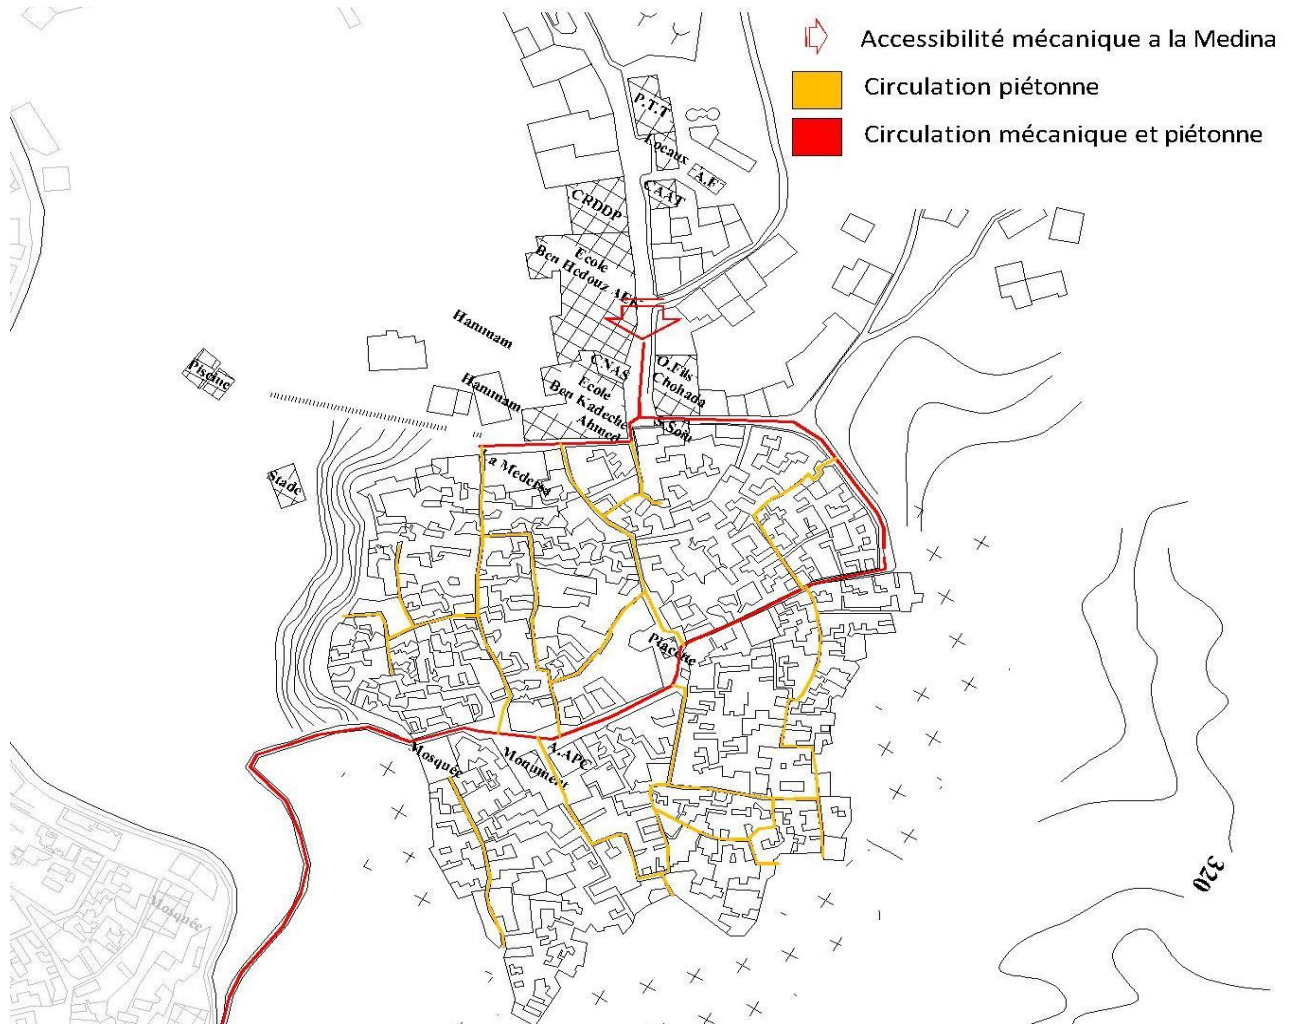 Accessibilité mécanique a la Medina
Circulation piétonne
Circulation mécanique et piétonne
P.T.T
Locaux
A.F
CAAT
CRDDP
Ecole
Ben Hedouz AEK
Hammam
Piscine
CNAS
O.Fils
Chohada
Ecole
Ben Kadeche
Ahmed
Hammam
La Medersa
Stade
Placette
Mosquée
Monument
A.APC
320
Mosquée